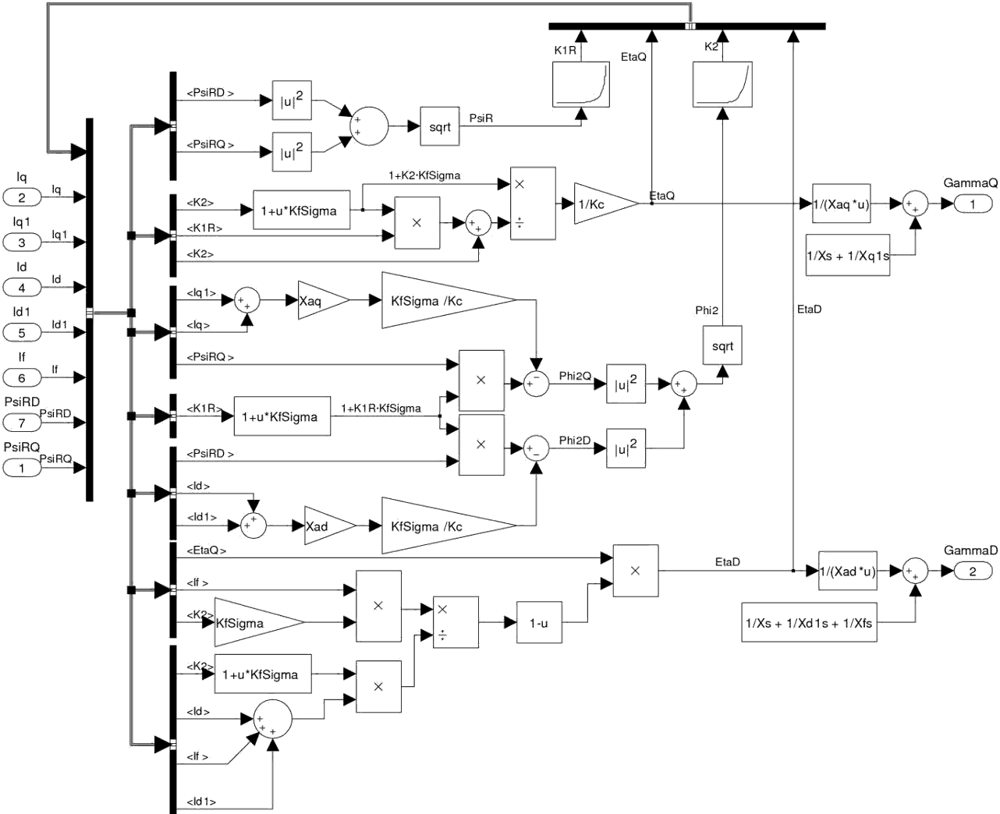 K1R
EtaQ
K2
<PsiRD >
|u|2
+
+
sqrt
PsiR
<PsiRQ >
|u|2
Iq
2
Iq
Iq1
3
Iq1
Id
4
Id
Id1
5
Id1
If
6
If
PsiRD
7
PsiRD
PsiRQ
1
PsiRQ
<K2>
1+u*KfSigma
1+K2·KfSigma
×
÷
1/Kc
EtaQ
1/(Xaq *u)
+
+
GammaQ
1
<K1R>
×
+
+
<K2>
1/Xs + 1/Xq1s
<Iq1>
+
+
Xaq
KfSigma /Kc
<Iq>
Phi2
EtaD
sqrt
<PsiRQ >
×
+
−
Phi2Q
|u|2
+
+
<K1R>
1+u*KfSigma
1+K1R·KfSigma
<PsiRD >
×
+
−
Phi2D
|u|2
<Id>
<Id1>
+
+
Xad
KfSigma /Kc
<EtaQ>
×
EtaD
1/(Xad *u)
+
+
GammaD
2
<If >
×
<K2>
KfSigma
×
÷
1-u
1/Xs + 1/Xd1s + 1/Xfs
<K2>
1+u*KfSigma
×
<Id>
+
+
+
<If >
<Id1>